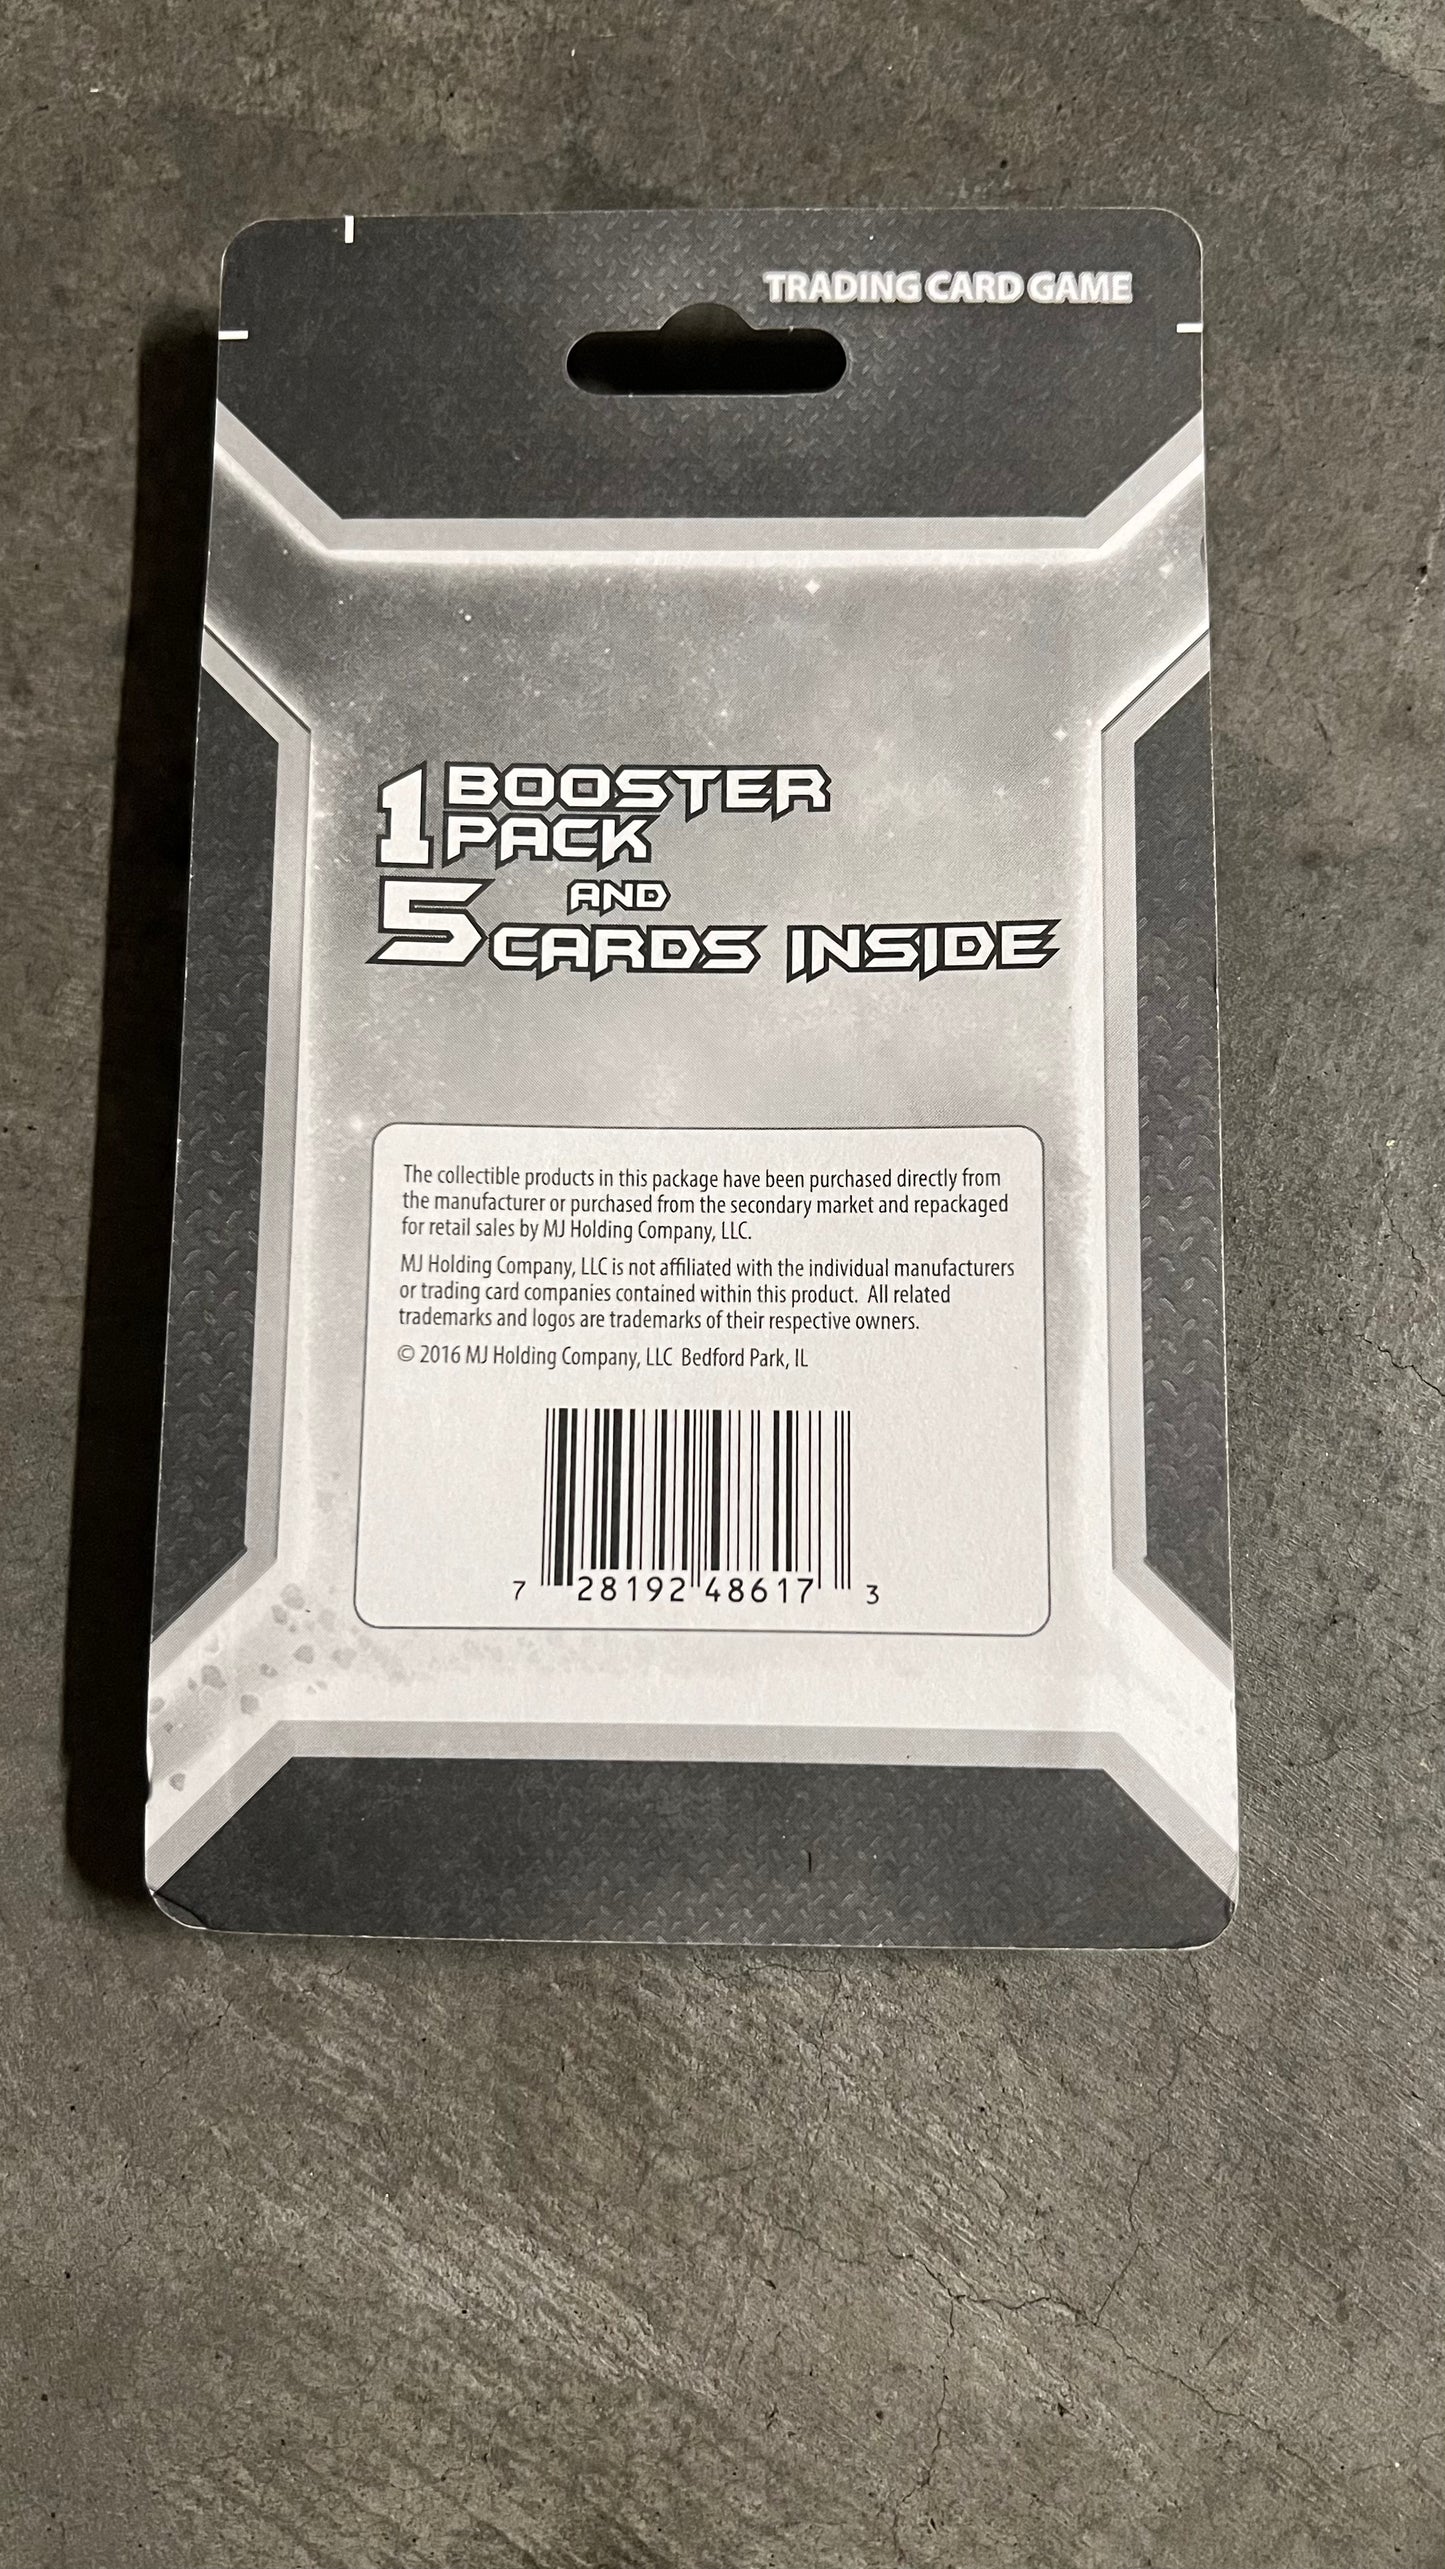 TRADING CARD GAME
1 BOOSTER
PACK
AND
5 CARDS INSIDE
The collectible products in this package have been purchased directly from
the manufacturer or purchased from the secondary market and repackaged
for retail sales by MJ Holding Company, LLC.
MJ Holding Company, LLC is not affiliated with the individual manufacturers
or trading card companies contained within this product. All related
trademarks and logos are trademarks of their respective owners.
© 2016 MJ Holding Company, LLC Bedford Park, IL
7 28192 48617 3